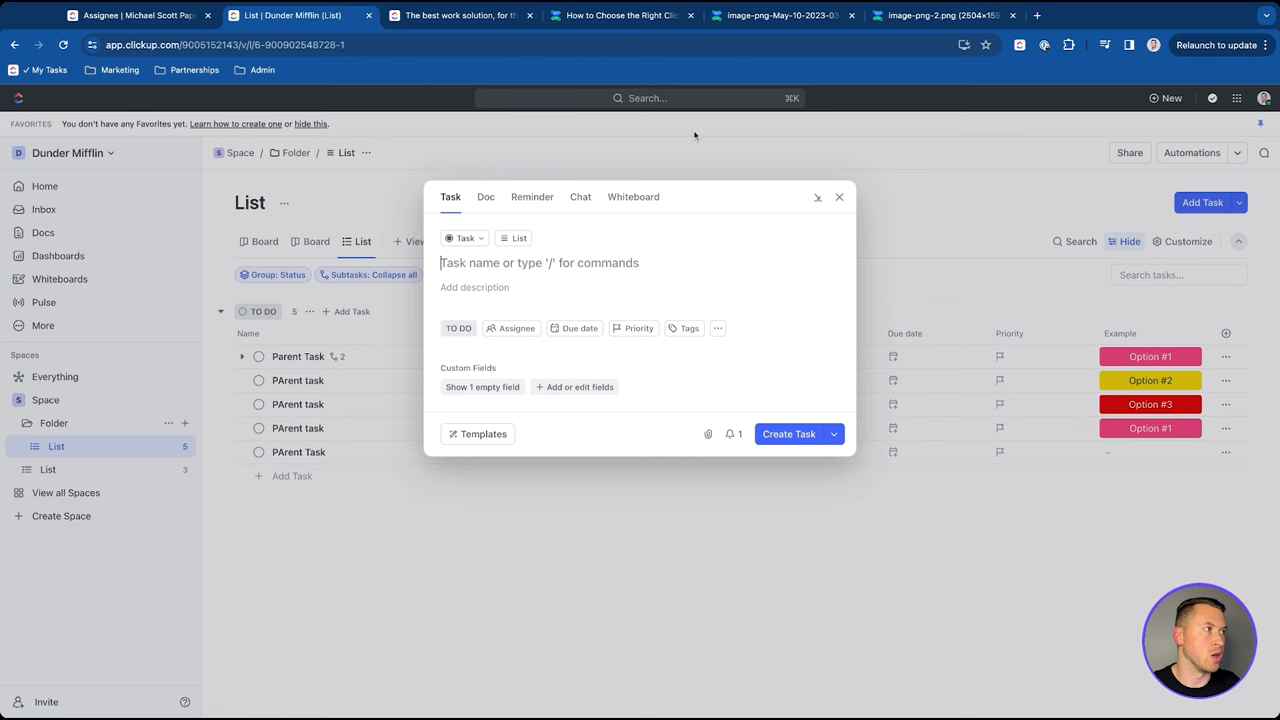 Assignee | Michael Scott Pap
List | Dunder Mifflin (List)
The best work solution, for th
How to Choose the Right Clic
image-png-May-10-2023-03
image-png-2.png (2504×159
app.clickup.com/9005152143/v/l/6-900902548728-1
Relaunch to update
✓ My Tasks
Marketing
Partnerships
Admin
Search...
⌘K
New
FAVORITES
You don't have any Favorites yet. Learn how to create one or hide this.
D Dunder Mifflin
S Space / Folder / List ...
Share
Automations
Home
Inbox
Docs
Dashboards
Whiteboards
Pulse
More
Spaces
Everything
S Space
Folder
List 5
List 3
View all Spaces
+ Create Space
Invite
List ...
Add Task
Board
Board
List
+ View
Search
Hide
Customize
Group: Status
Subtasks: Collapse all
Search tasks...
TO DO 5 ... + Add Task
Name
Due date
Priority
Example
Parent Task 2
Option #1
PArent task
Option #2
PArent task
Option #3
PArent task
Option #1
PArent Task
–
+ Add Task
Task
Doc
Reminder
Chat
Whiteboard
Task
List
Task name or type '/' for commands
Add description
TO DO
Assignee
Due date
Priority
Tags
Custom Fields
Show 1 empty field
+ Add or edit fields
Templates
1
Create Task